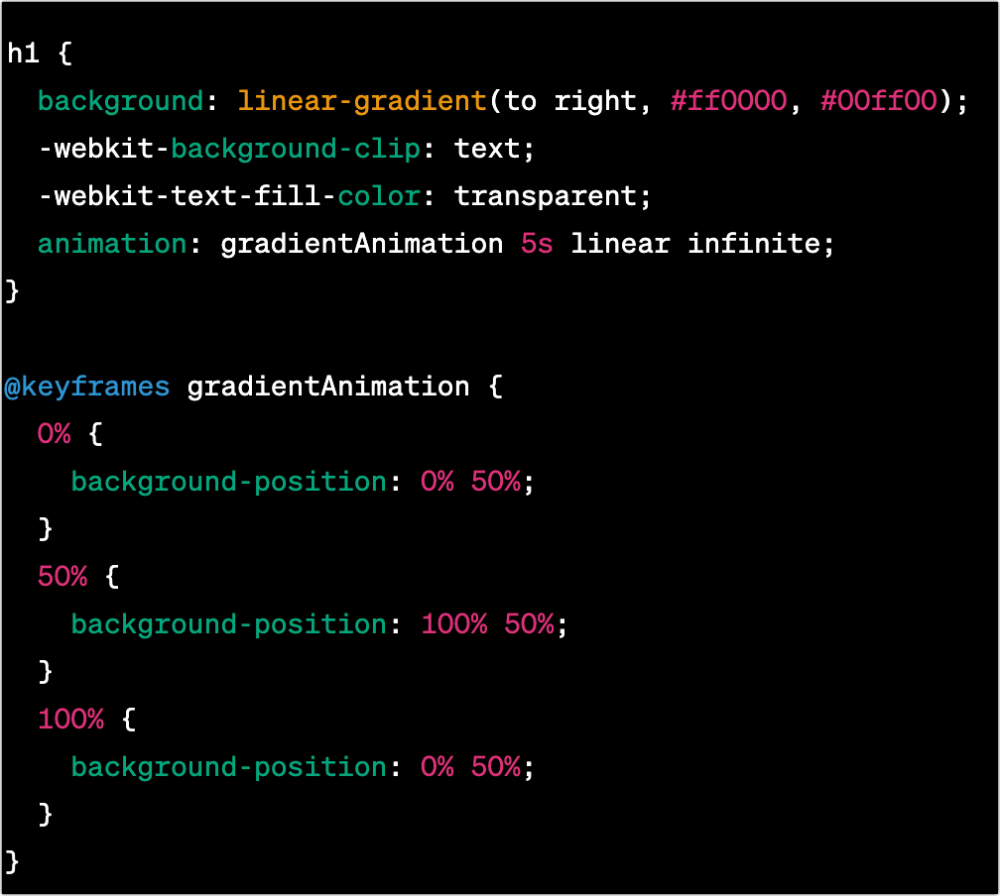 h1 {
  background: linear-gradient(to right, #ff0000, #00ff00);
  -webkit-background-clip: text;
  -webkit-text-fill-color: transparent;
  animation: gradientAnimation 5s linear infinite;
}

@keyframes gradientAnimation {
  0% {
    background-position: 0% 50%;
  }
  50% {
    background-position: 100% 50%;
  }
  100% {
    background-position: 0% 50%;
  }
}